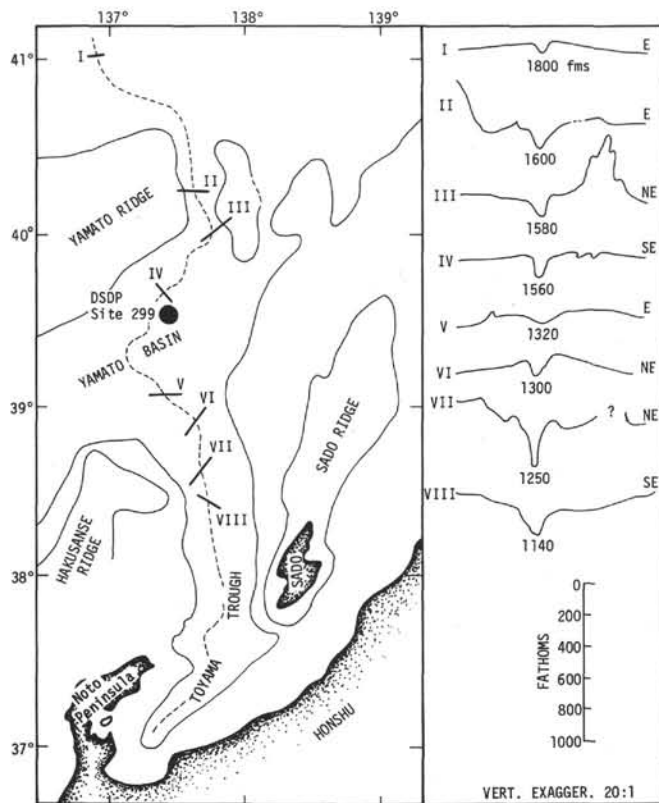 137°
138°
139°
41°
40°
39°
38°
37°
I
II
III
IV
V
VI
VII
VIII
YAMATO RIDGE
DSDP
Site 299
YAMATO BASIN
SADO RIDGE
HAKUSANSE
RIDGE
SADO
TROUGH
TOYAMA
Noto
Peninsula
HONSHU
I E
1800 fms
II E
1600
III NE
1580
IV SE
1560
V E
1320
VI NE
1300
VII ? NE
1250
VIII SE
1140
FATHOMS
0
200
400
600
800
1000
VERT. EXAGGER. 20:1